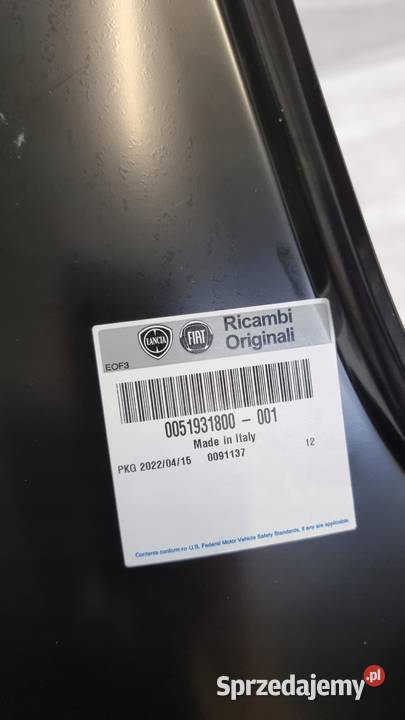 LANCIA
FIAT
Ricambi
Originali
EOF3
0051931800 - 001
Made in Italy
PKG 2022/04/15 0091137 12
Contents conform to U.S. Federal Motor Vehicle Safety Standards, if any are applicable.
Sprzedajemy.pl